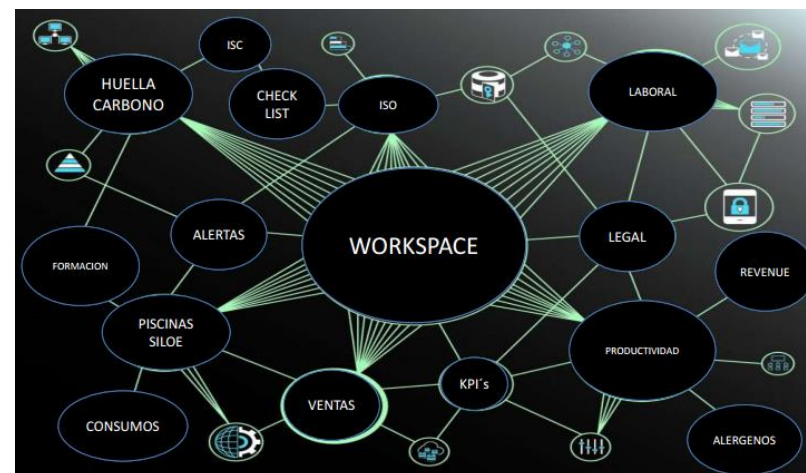 ISC
HUELLA
CARBONO
CHECK
LIST
ISO
LABORAL
ALERTAS
WORKSPACE
LEGAL
FORMACION
REVENUE
PISCINAS
SILOE
PRODUCTIVIDAD
VENTAS
KPI´s
CONSUMOS
ALERGENOS